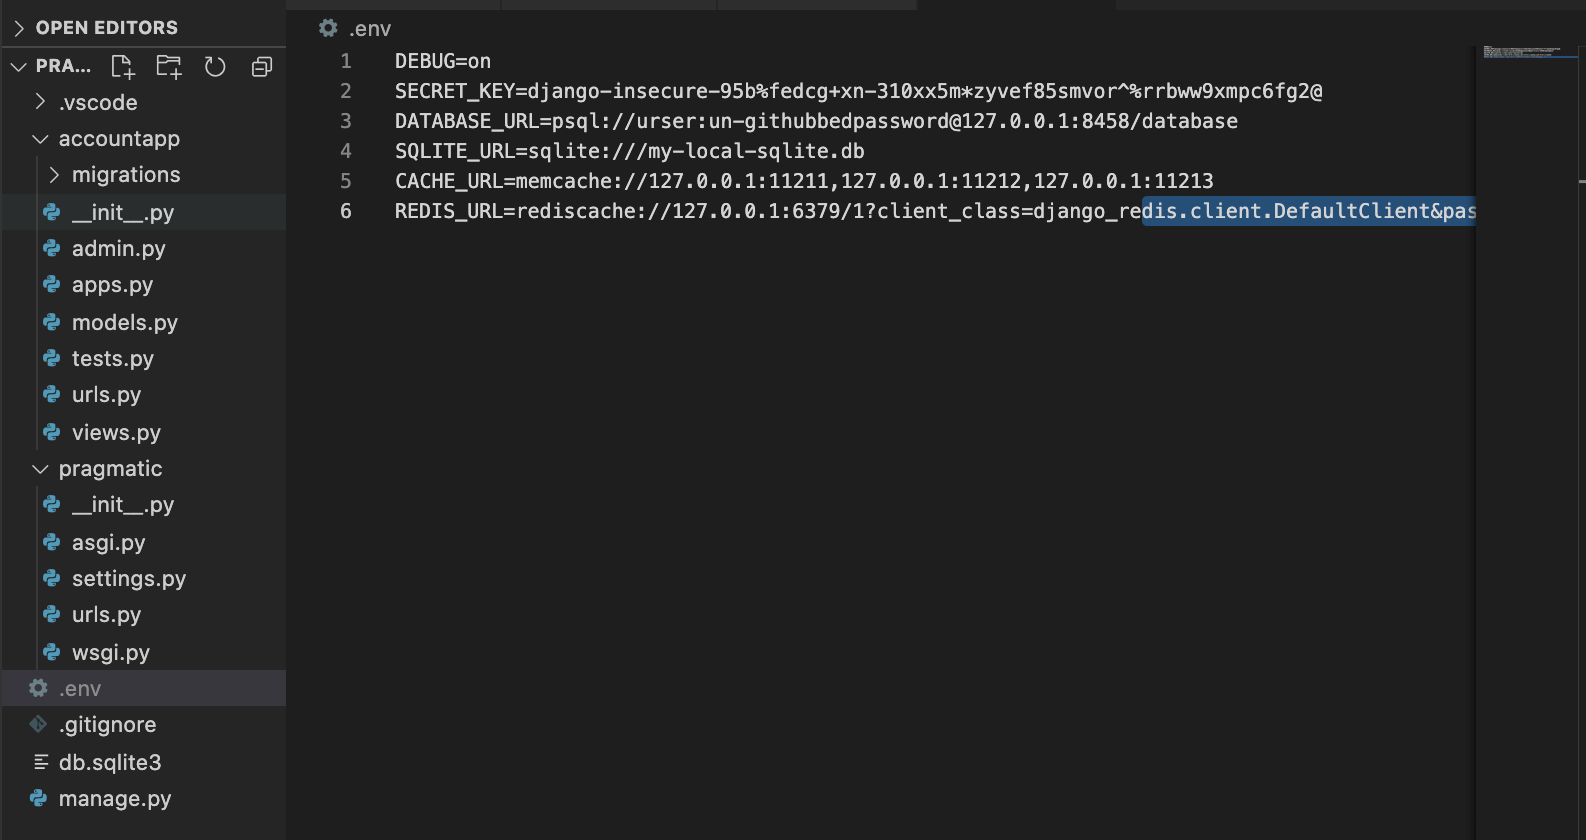 OPEN EDITORS
PRA...
.vscode
accountapp
migrations
__init__.py
admin.py
apps.py
models.py
tests.py
urls.py
views.py
pragmatic
__init__.py
asgi.py
settings.py
urls.py
wsgi.py
.env
.gitignore
db.sqlite3
manage.py
.env
1 DEBUG=on
2 SECRET_KEY=django-insecure-95b%fedcg+xn-310xx5m*zyvef85smvor^%rrbww9xmpc6fg2@
3 DATABASE_URL=psql://urser:un-githubbedpassword@127.0.0.1:8458/database
4 SQLITE_URL=sqlite:///my-local-sqlite.db
5 CACHE_URL=memcache://127.0.0.1:11211,127.0.0.1:11212,127.0.0.1:11213
6 REDIS_URL=rediscache://127.0.0.1:6379/1?client_class=django_redis.client.DefaultClient&pas